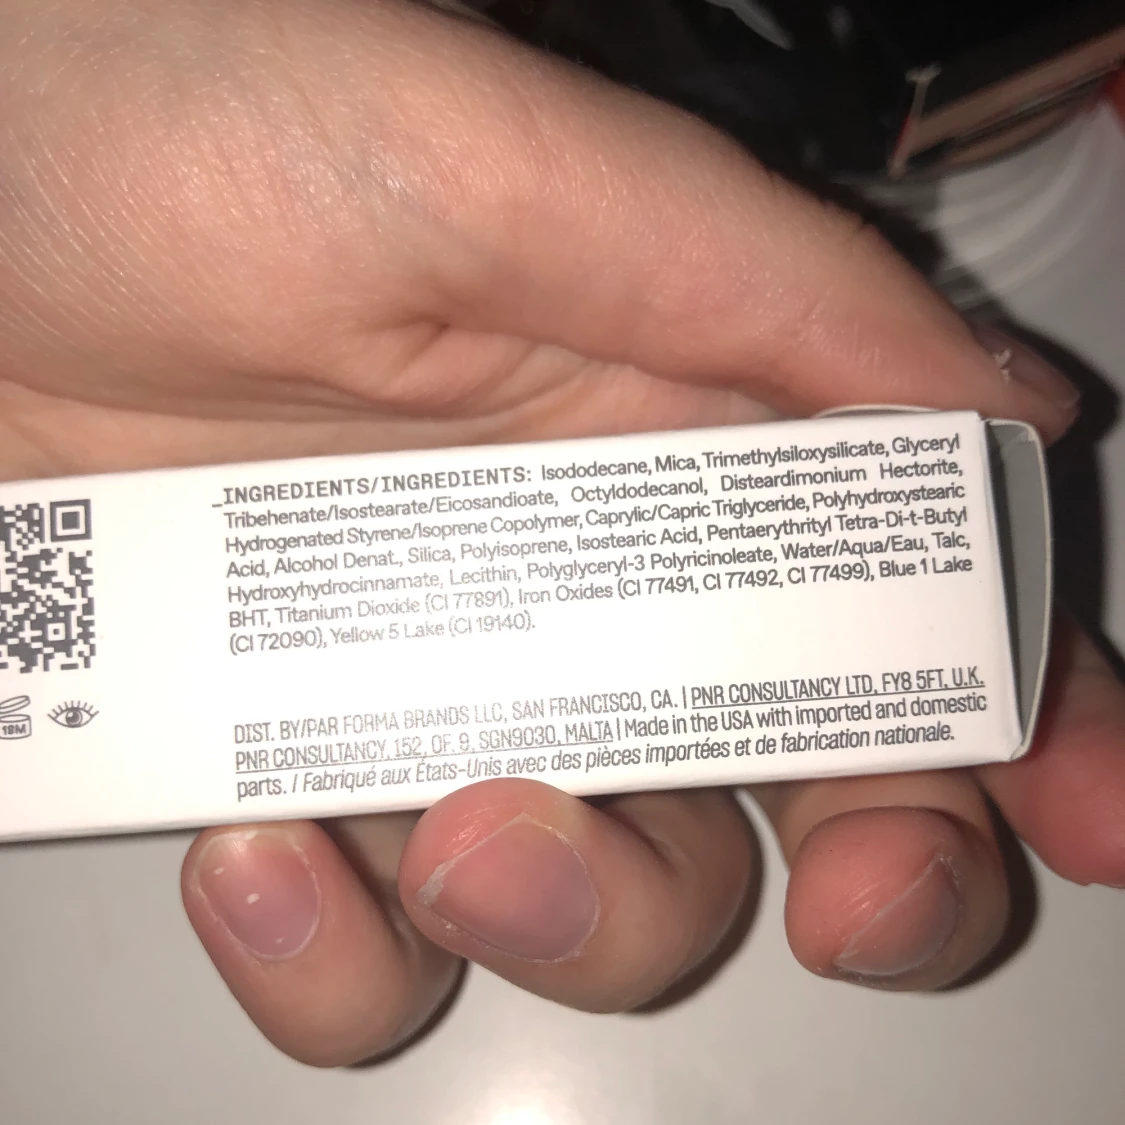 _INGREDIENTS/INGREDIENTS: Isododecane, Mica, Trimethylsiloxysilicate, Glyceryl
Tribehenate/Isostearate/Eicosandioate, Octyldodecanol, Disteardimonium Hectorite,
Hydrogenated Styrene/Isoprene Copolymer, Caprylic/Capric Triglyceride, Polyhydroxystearic
Acid, Alcohol Denat., Silica, Polyisoprene, Isostearic Acid, Pentaerythrityl Tetra-Di-t-Butyl
Hydroxyhydrocinnamate, Lecithin, Polyglyceryl-3 Polyricinoleate, Water/Aqua/Eau, Talc,
BHT, Titanium Dioxide (CI 77891), Iron Oxides (CI 77491, CI 77492, CI 77499), Blue 1 Lake
(CI 72090), Yellow 5 Lake (CI 19140).
18M
DIST. BY/PAR FORMA BRANDS LLC, SAN FRANCISCO, CA. | PNR CONSULTANCY LTD, FY8 5FT, U.K.
PNR CONSULTANCY, 152, OF. 9, SGN9030, MALTA | Made in the USA with imported and domestic
parts. / Fabriqué aux États-Unis avec des pièces importées et de fabrication nationale.